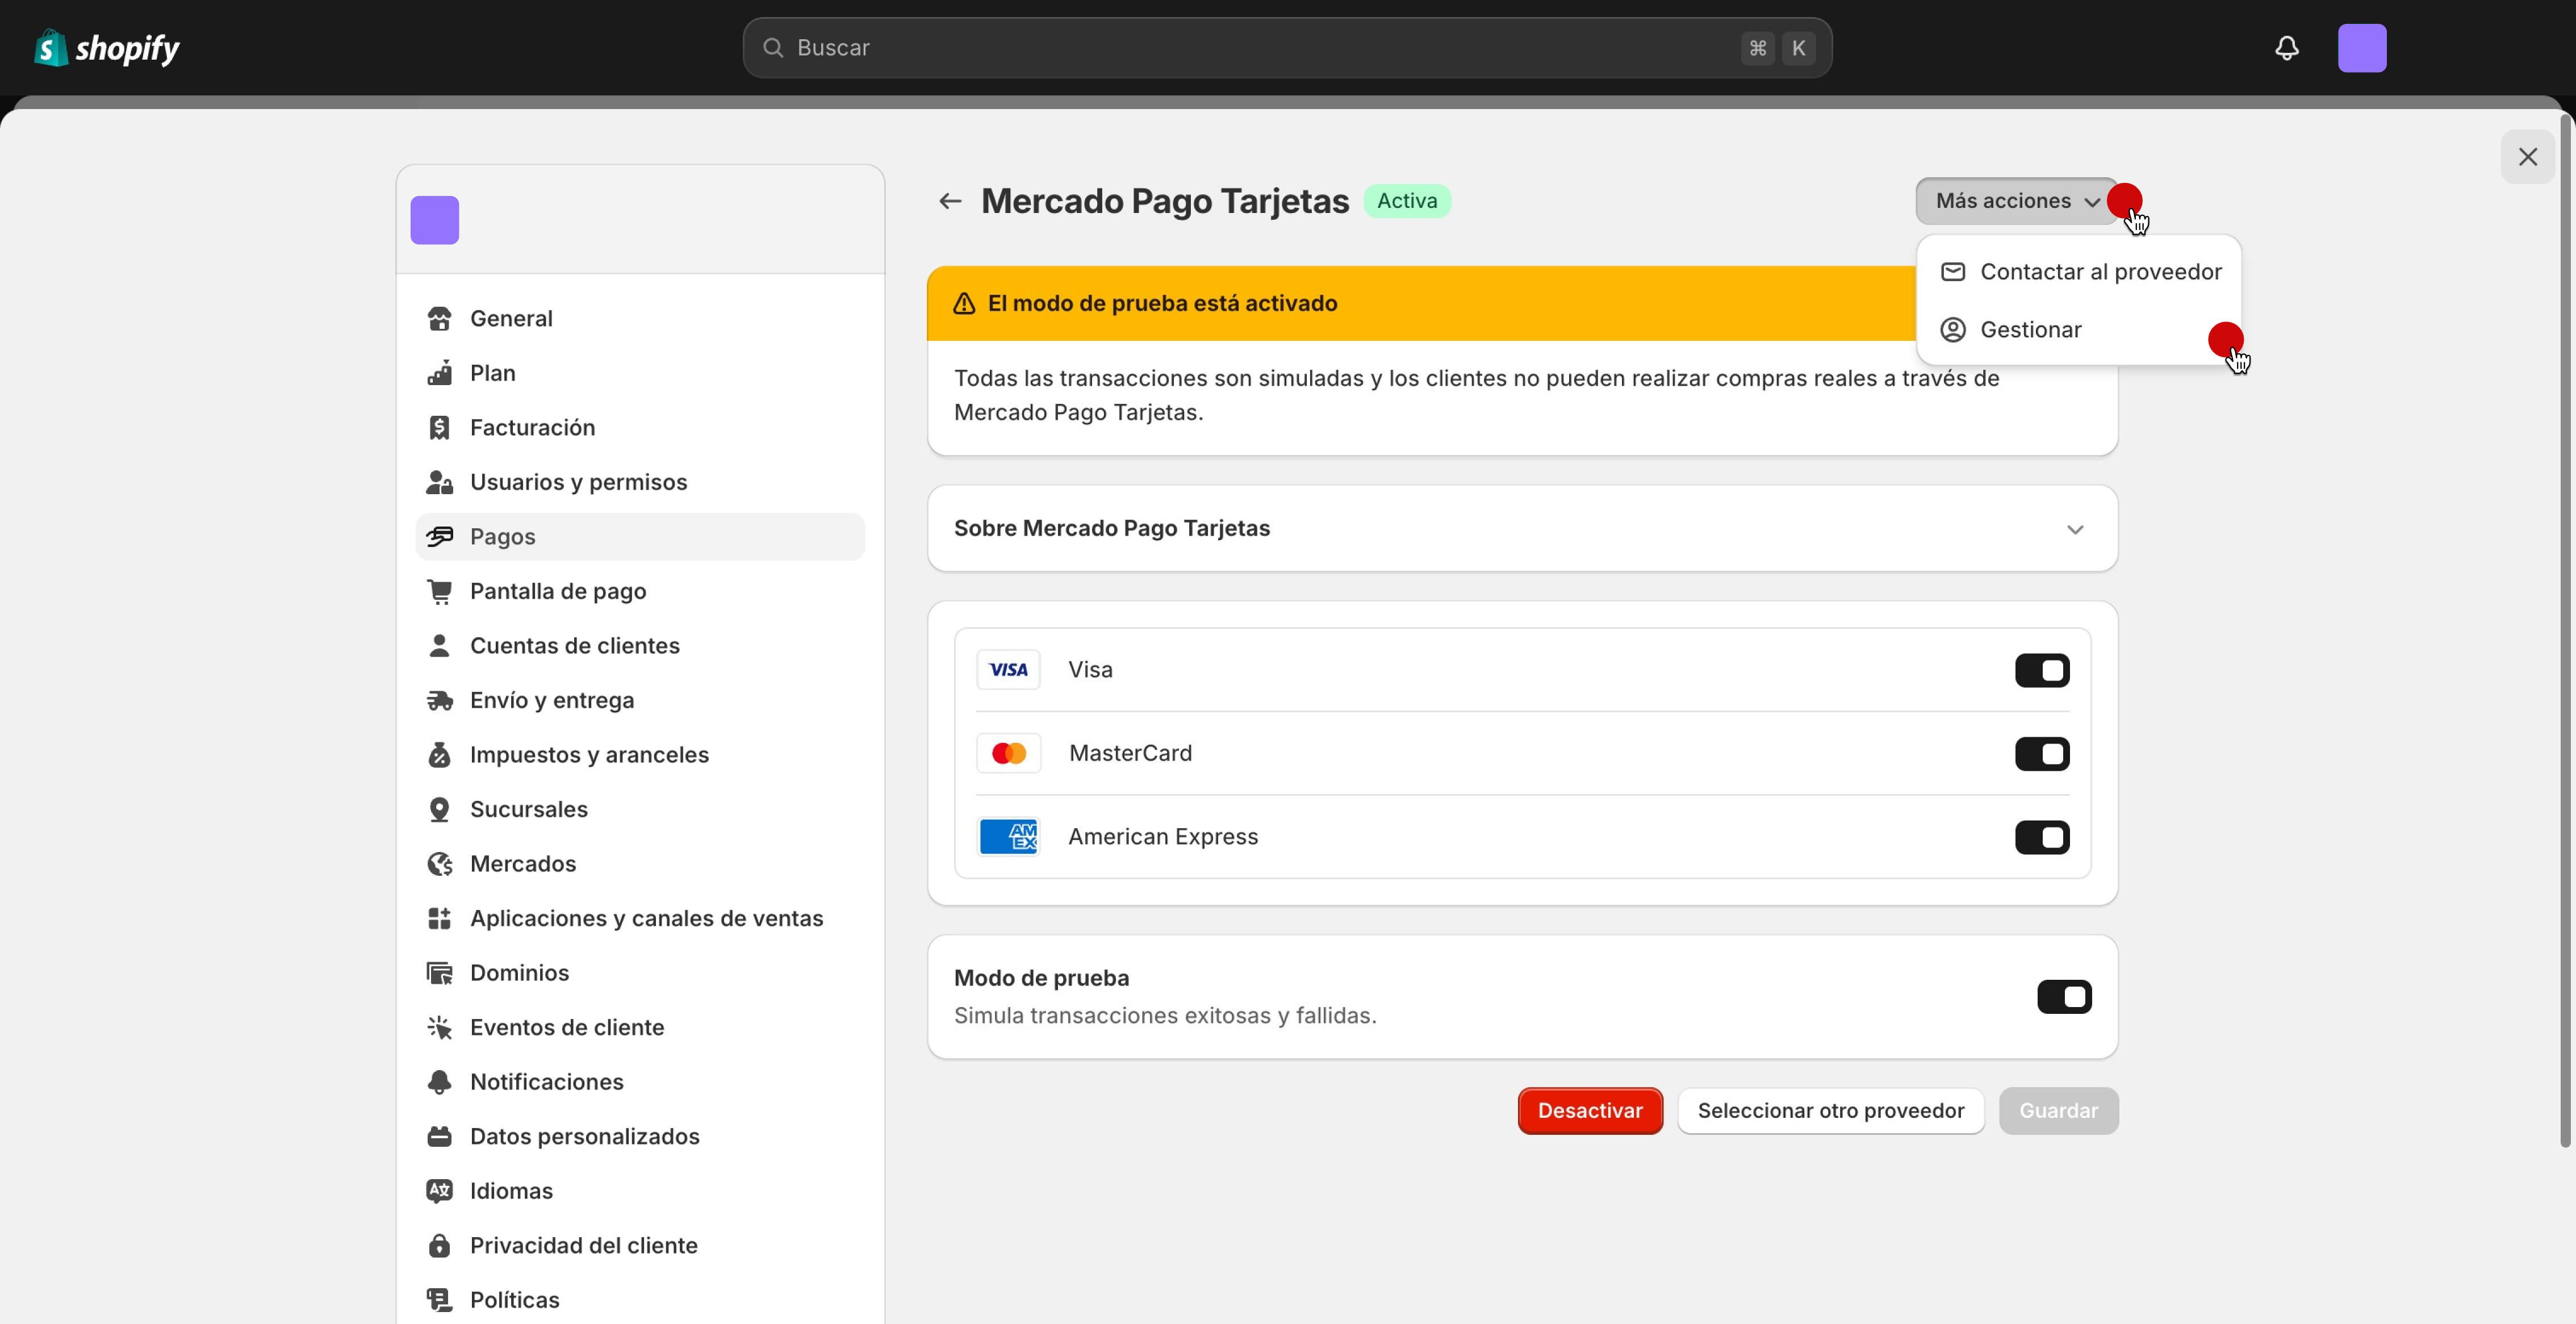 shopify
Buscar
⌘ K
General
Plan
Facturación
Usuarios y permisos
Pagos
Pantalla de pago
Cuentas de clientes
Envío y entrega
Impuestos y aranceles
Sucursales
Mercados
Aplicaciones y canales de ventas
Dominios
Eventos de cliente
Notificaciones
Datos personalizados
Idiomas
Privacidad del cliente
Políticas
Mercado Pago Tarjetas
Activa
Más acciones
Contactar al proveedor
Gestionar
El modo de prueba está activado
Todas las transacciones son simuladas y los clientes no pueden realizar compras reales a través de
Mercado Pago Tarjetas.
Sobre Mercado Pago Tarjetas
VISA Visa
MasterCard
AM
EX
American Express
Modo de prueba
Simula transacciones exitosas y fallidas.
Desactivar
Seleccionar otro proveedor
Guardar